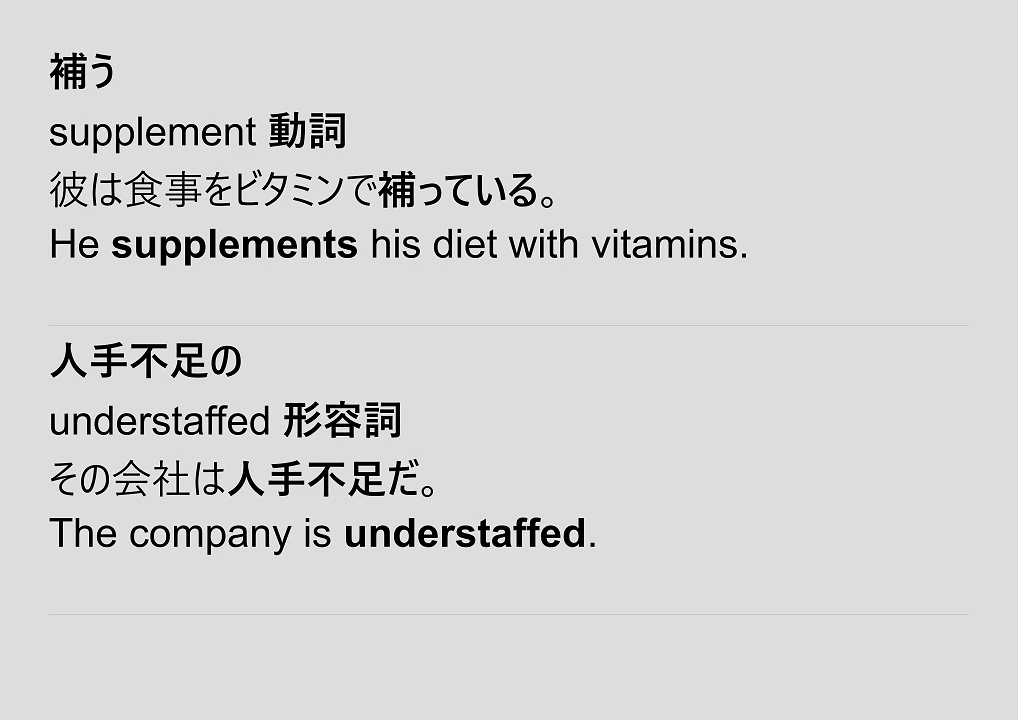 補う
supplement 動詞
彼は食事をビタミンで補っている。
He supplements his diet with vitamins.
人手不足の
understaffed 形容詞
その会社は人手不足だ。
The company is understaffed.